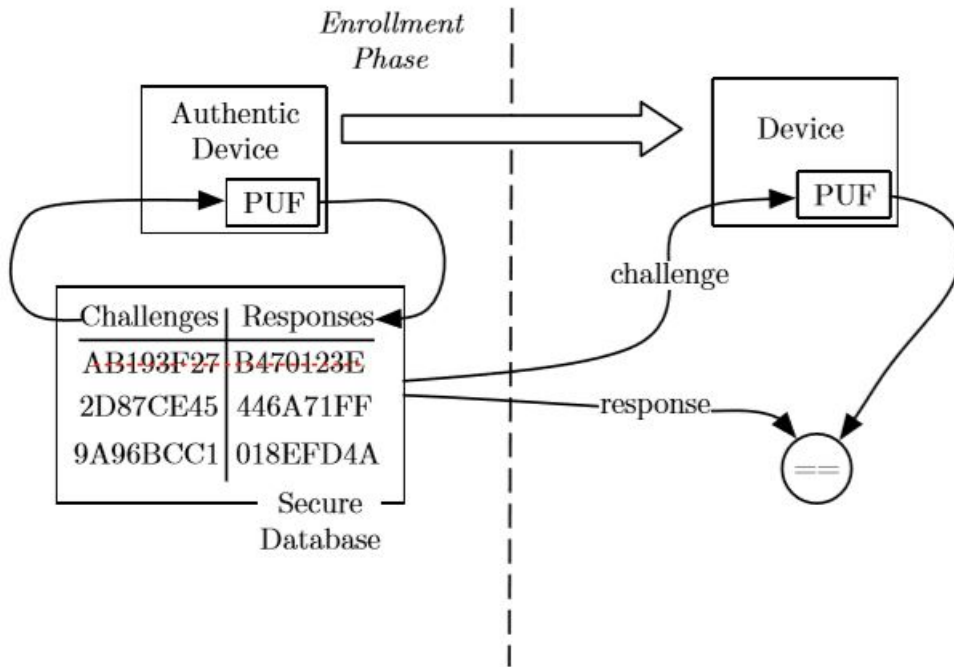 Enrollment
Phase
Authentic
Device
PUF
Device
PUF
challenge
Challenges Responses
AB193F27 B470123E
2D87CE45 446A71FF
9A96BCC1 018EFD4A
response
==
Secure
Database